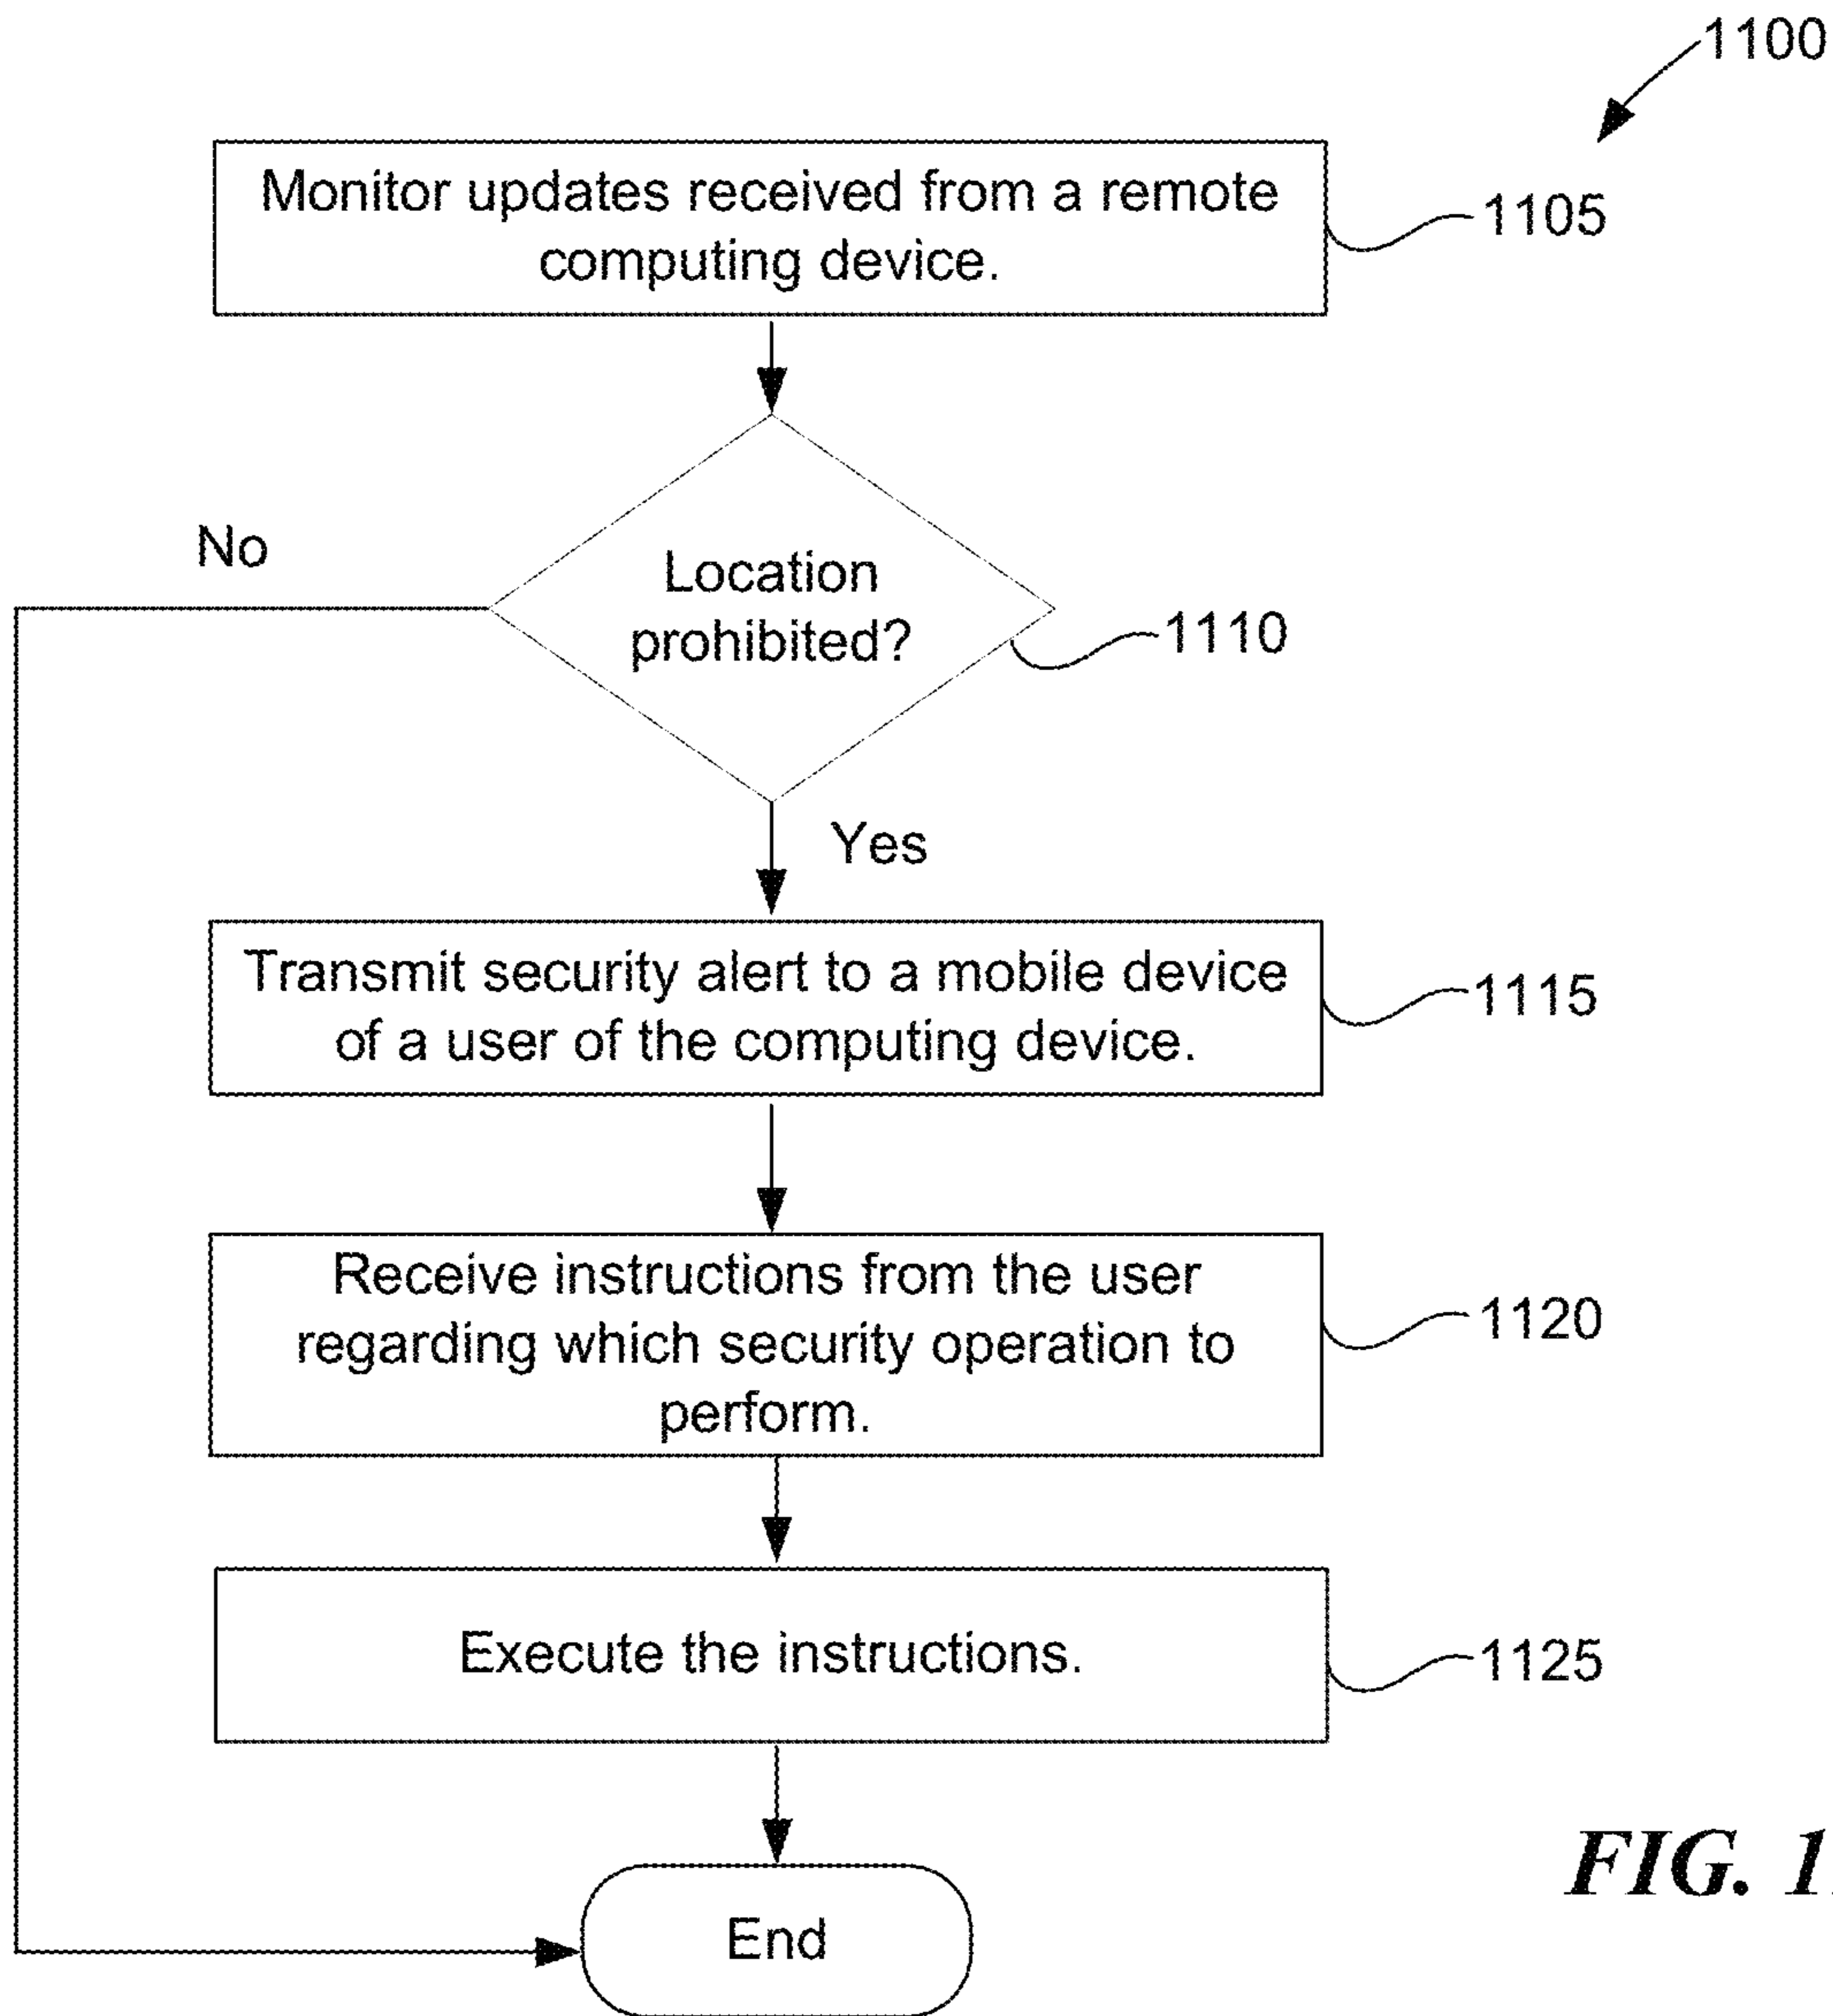 1100
Monitor updates received from a remote
computing device.
1105
No
Location
prohibited?
1110
Yes
Transmit security alert to a mobile device
of a user of the computing device.
1115
Receive instructions from the user
regarding which security operation to
perform.
1120
Execute the instructions.
1125
End
FIG.